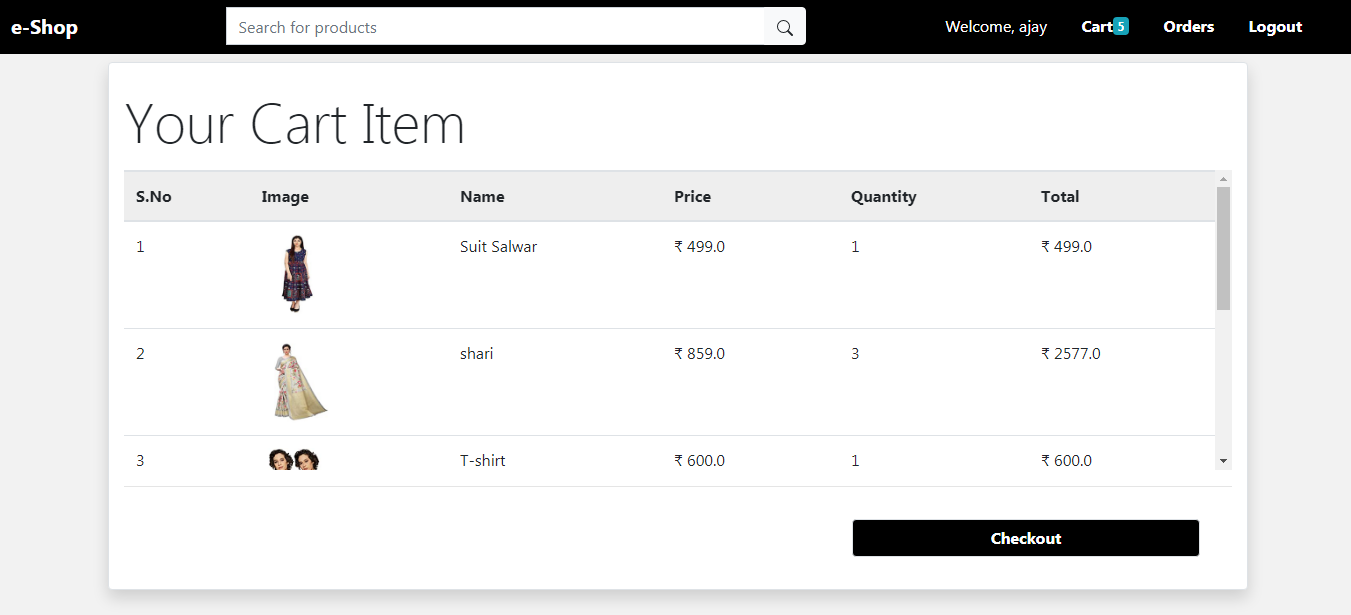 e-Shop Search for products Welcome, ajay Cart 5 Orders Logout
Your Cart Item
S.No Image Name Price Quantity Total
1 Suit Salwar ₹ 499.0 1 ₹ 499.0
2 shari ₹ 859.0 3 ₹ 2577.0
3 T-shirt ₹ 600.0 1 ₹ 600.0
Checkout